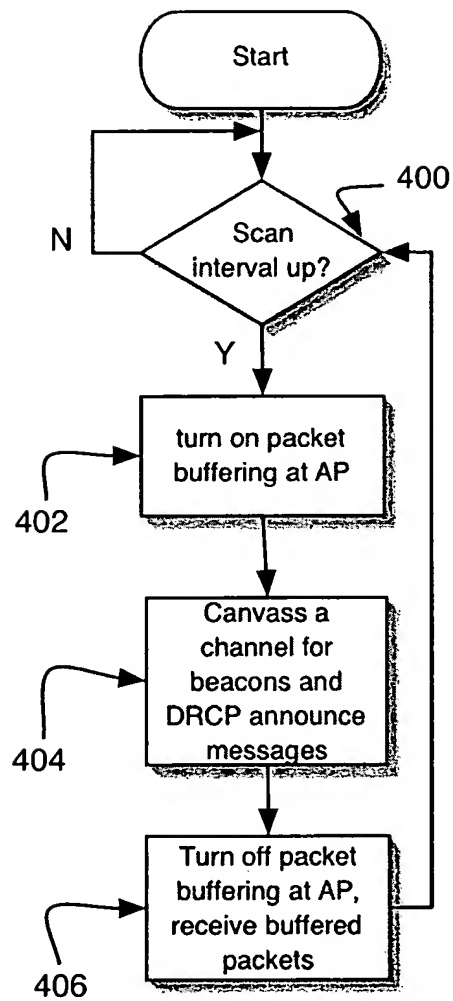 Start
400
N
Scan
interval up?
Y
turn on packet
buffering at AP
402
Canvass a
channel for
beacons and
DRCP announce
messages
404
Turn off packet
buffering at AP,
receive buffered
packets
406